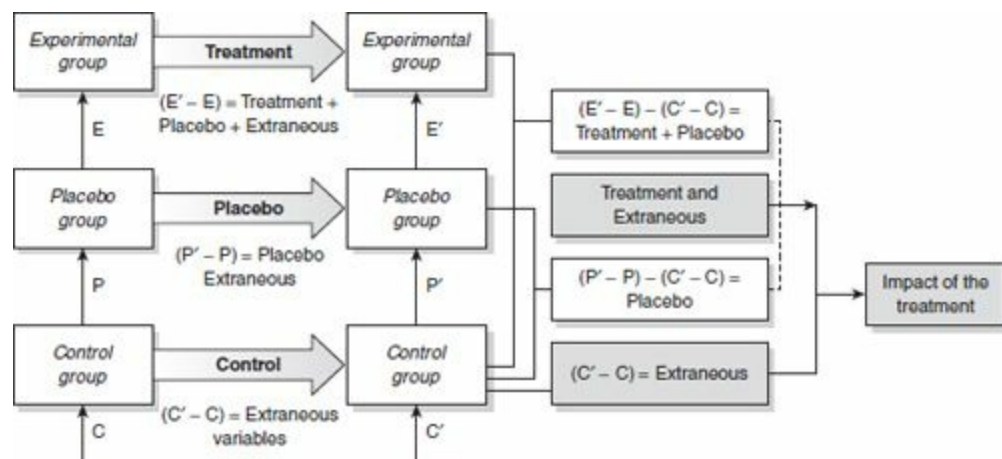 Experimental
group
Treatment
Experimental
group
(E′ – E) = Treatment +
Placebo + Extraneous
E
E′
(E′ – E) – (C′ – C) =
Treatment + Placebo
Placebo
group
Placebo
Placebo
group
Treatment and
Extraneous
(P′ – P) = Placebo
Extraneous
P
P′
(P′ – P) – (C′ – C) =
Placebo
Impact of the
treatment
Control
group
Control
Control
group
(C′ – C) = Extraneous
(C′ – C) = Extraneous
variables
C
C′